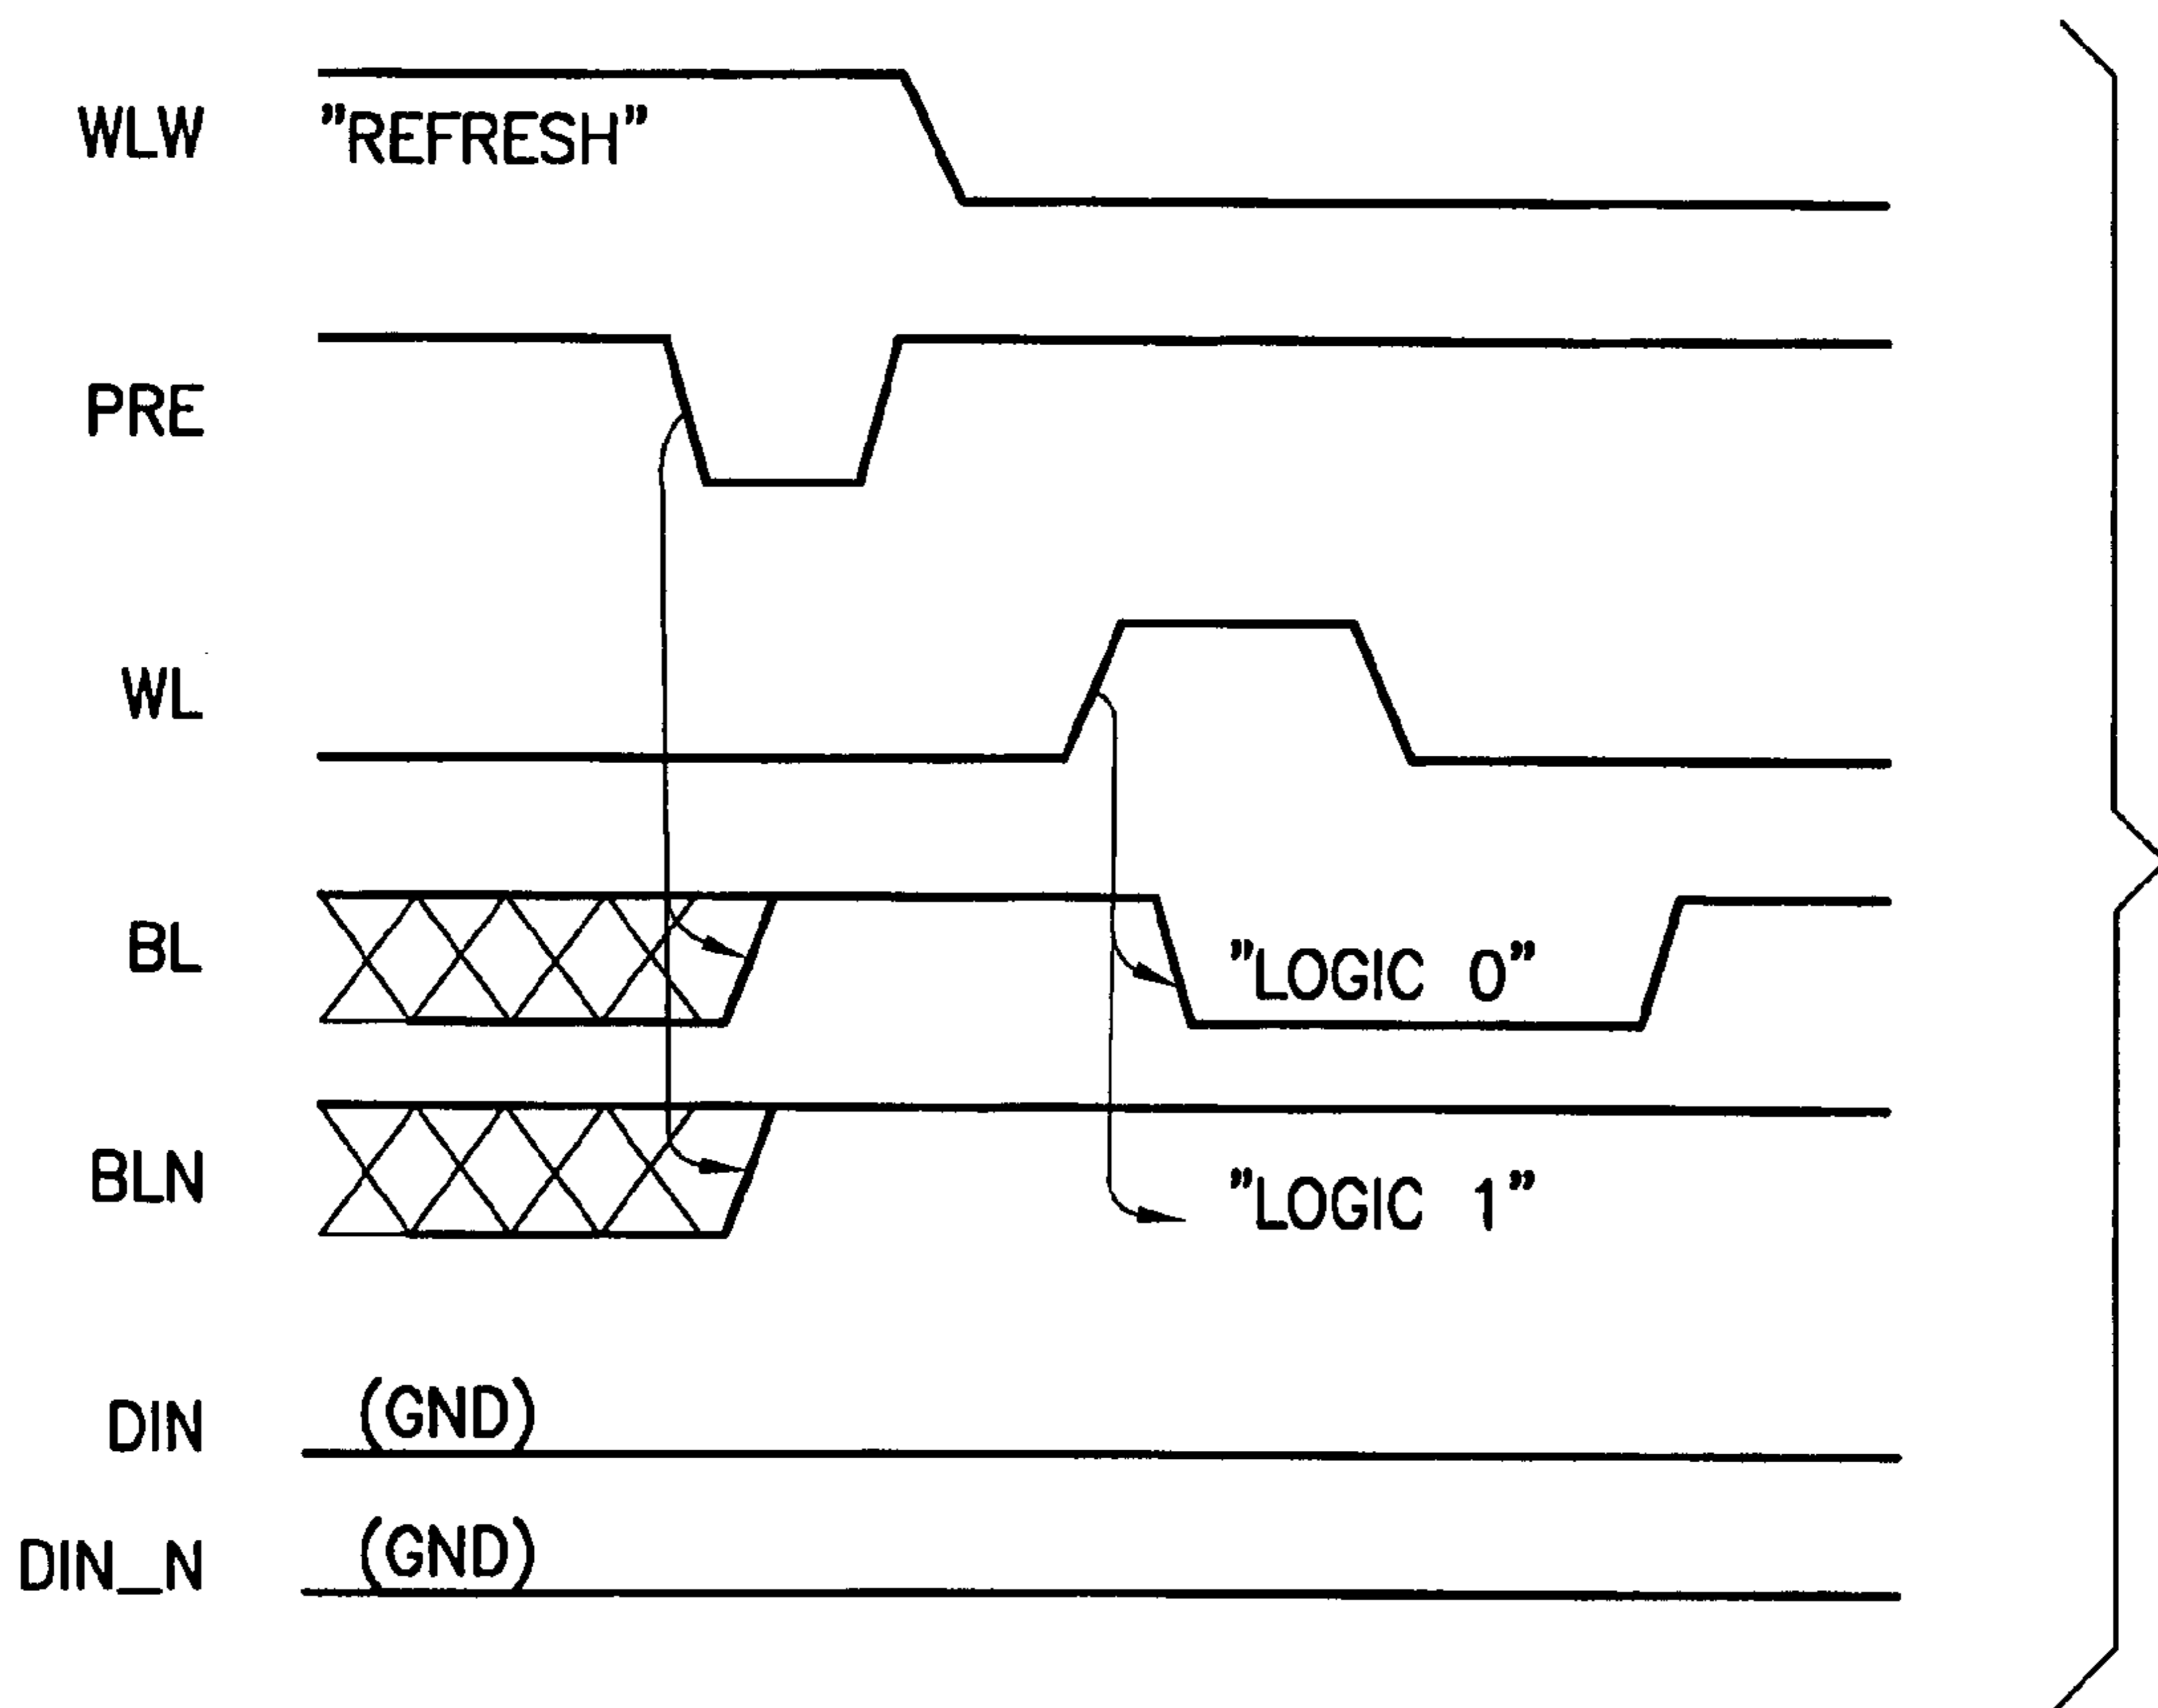 WLW
"REFRESH"
PRE
WL
BL
"LOGIC 0"
BLN
"LOGIC 1"
DIN
(GND)
DIN_N
(GND)